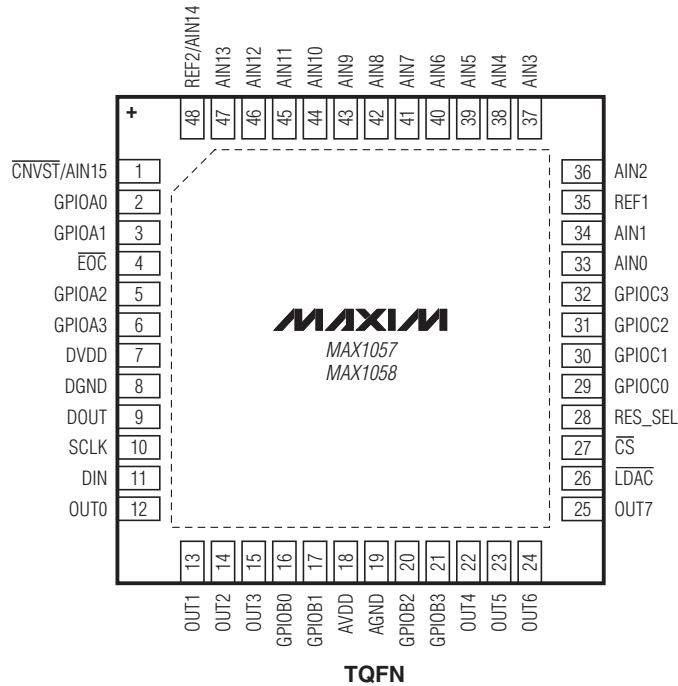 REF2/AIN14
AIN13
AIN12
AIN11
AIN10
AIN9
AIN8
AIN7
AIN6
AIN5
AIN4
AIN3
+
48 47 46 45 44 43 42 41 40 39 38 37
CNVST/AIN15 1 36 AIN2
GPIOA0 2 35 REF1
GPIOA1 3 34 AIN1
EOC 4 33 AIN0
GPIOA2 5 32 GPIOC3
GPIOA3 6 31 GPIOC2
DVDD 7 30 GPIOC1
DGND 8 29 GPIOC0
DOUT 9 28 RES_SEL
SCLK 10 27 CS
DIN 11 26 LDAC
OUT0 12 25 OUT7
MAXIM
MAX1057
MAX1058
13 14 15 16 17 18 19 20 21 22 23 24
OUT1
OUT2
OUT3
GPIOB0
GPIOB1
AVDD
AGND
GPIOB2
GPIOB3
OUT4
OUT5
OUT6
TQFN